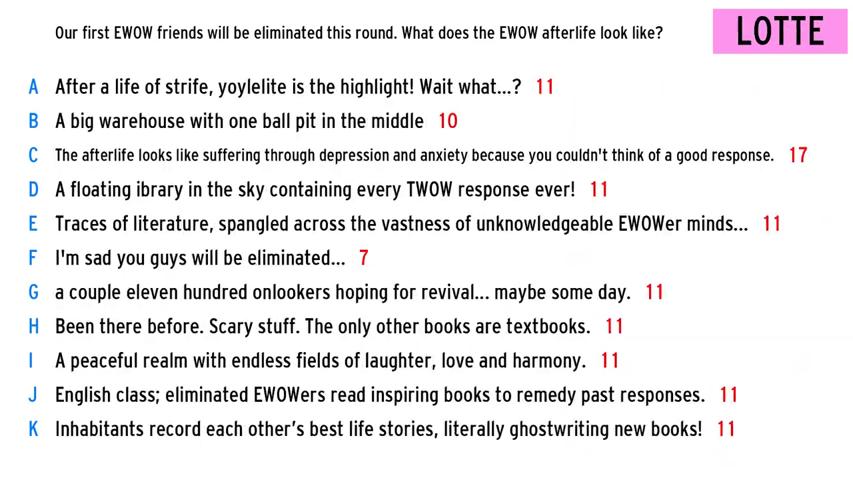 Our first EWOW friends will be eliminated this round. What does the EWOW afterlife look like?
LOTTE
A After a life of strife, yoylelite is the highlight! Wait what...? 11
B A big warehouse with one ball pit in the middle 10
C The afterlife looks like suffering through depression and anxiety because you couldn't think of a good response. 17
D A floating ibrary in the sky containing every TWOW response ever! 11
E Traces of literature, spangled across the vastness of unknowledgeable EWOWer minds... 11
F I'm sad you guys will be eliminated... 7
G a couple eleven hundred onlookers hoping for revival... maybe some day. 11
H Been there before. Scary stuff. The only other books are textbooks. 11
I A peaceful realm with endless fields of laughter, love and harmony. 11
J English class; eliminated EWOWers read inspiring books to remedy past responses. 11
K Inhabitants record each other’s best life stories, literally ghostwriting new books! 11